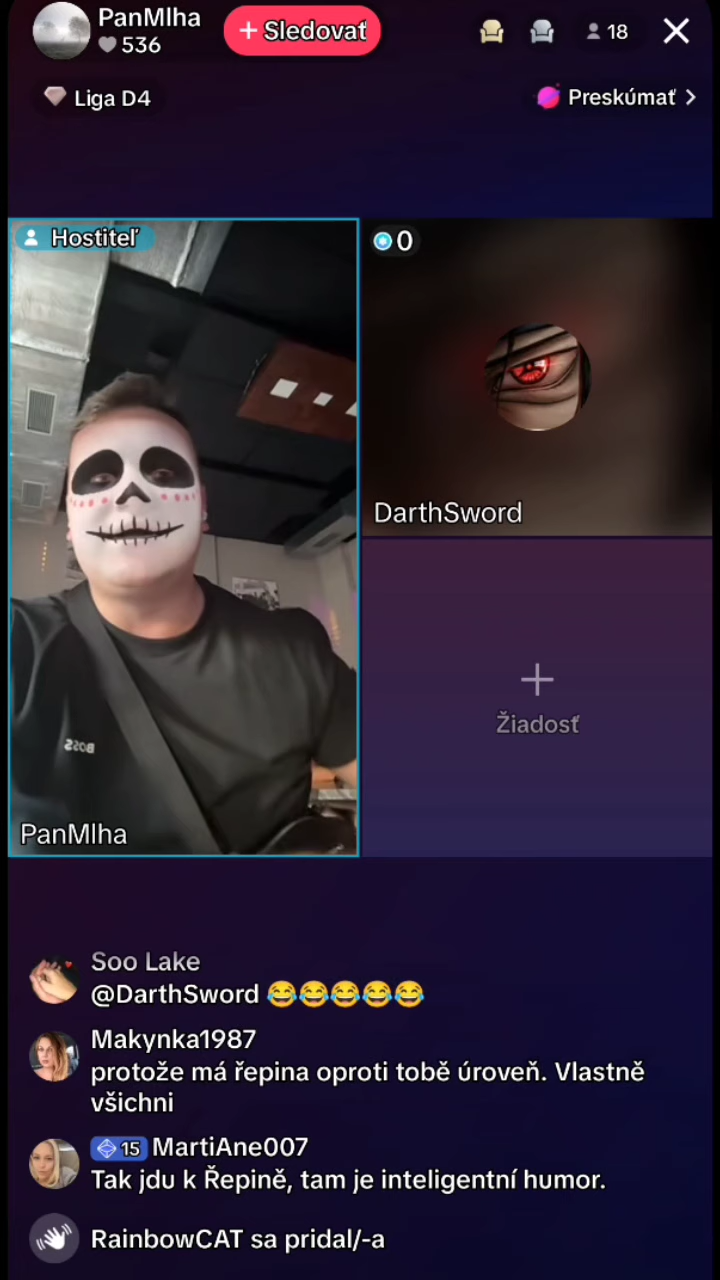 PanMlha
536
+ Sledovať
18
Liga D4
Preskúmať
Hostiteľ
0
DarthSword
Žiadosť
BOSS
PanMlha
Soo Lake
@DarthSword 😂😂😂😂😂
Makynka1987
protože má řepina oproti tobě úroveň. Vlastně
všichni
15 MartiAne007
Tak jdu k Řepině, tam je inteligentní humor.
RainbowCAT sa pridal/-a